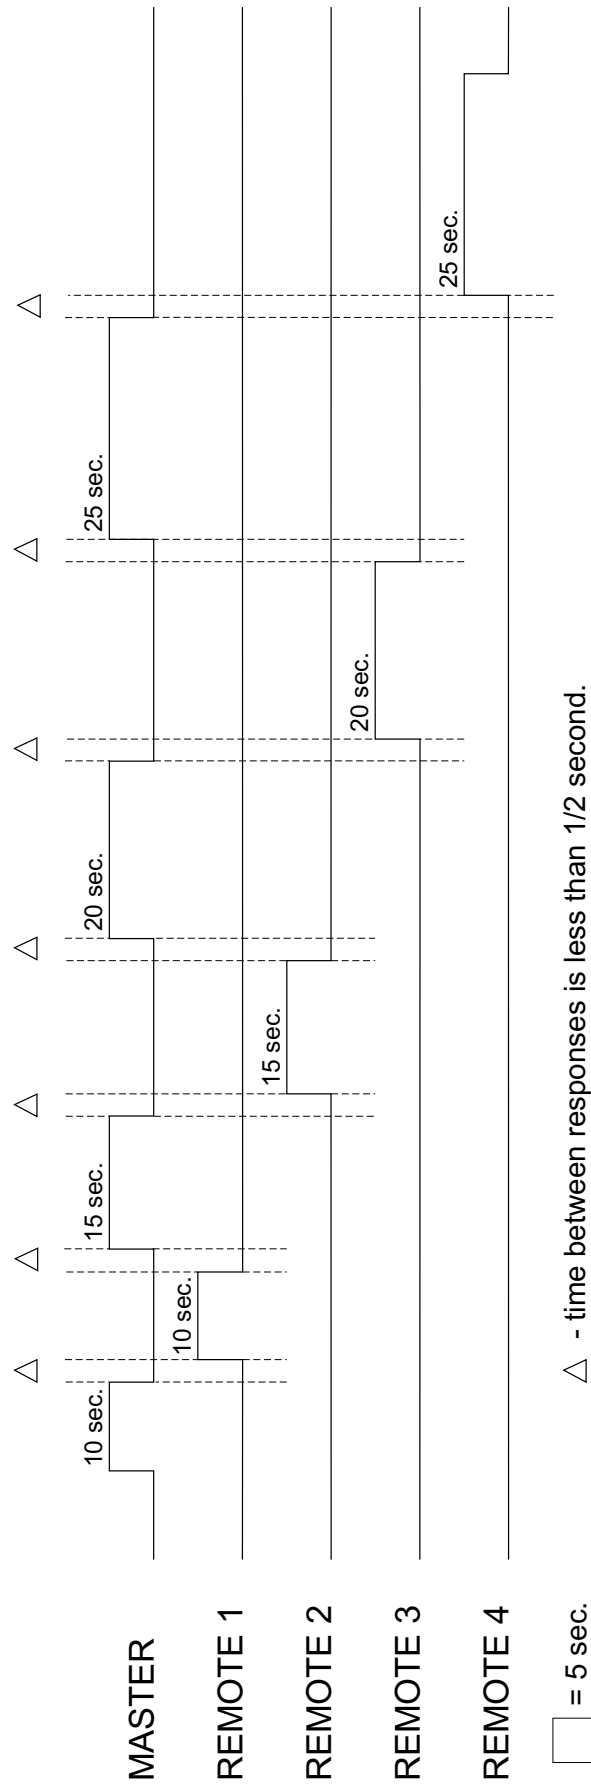 10 sec.
15 sec.
20 sec.
25 sec.
MASTER
10 sec.
REMOTE 1
15 sec.
REMOTE 2
20 sec.
REMOTE 3
25 sec.
REMOTE 4
= 5 sec.
△ - time between responses is less than 1/2 second.